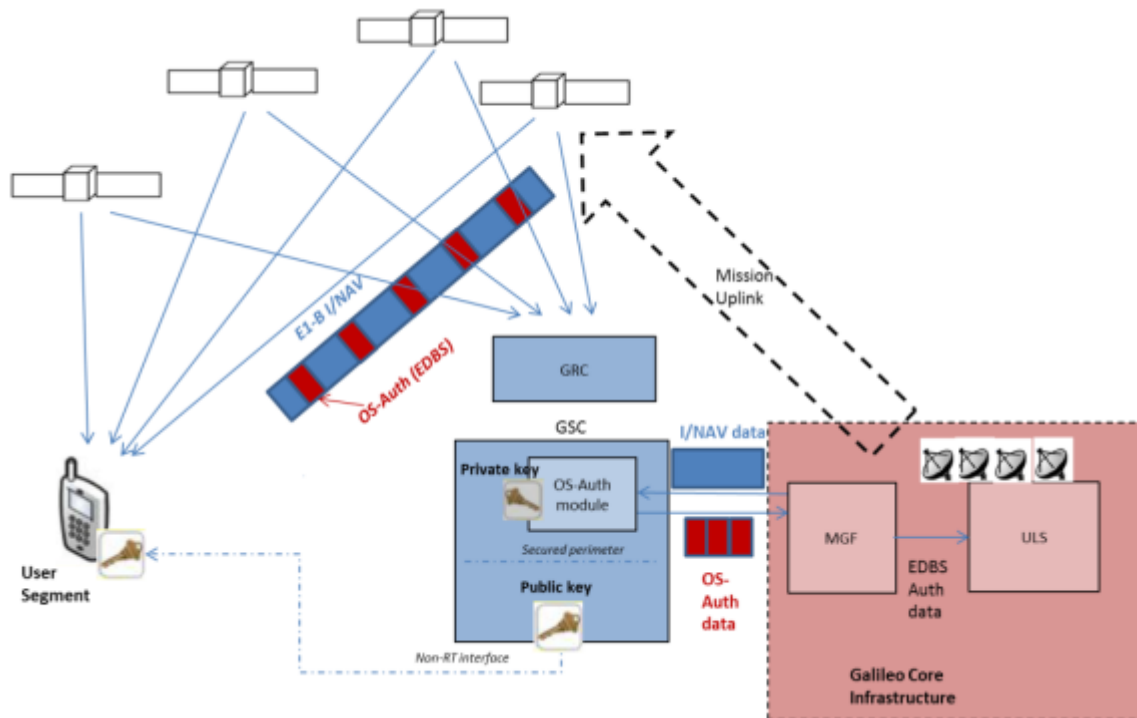 E1-B I/NAV
OS-Auth (EDBS)
Mission
Uplink
GRC
GSC
I/NAV data
Private key
OS-Auth
module
Secured perimeter
Public key
Non-RT interface
User
Segment
OS-
Auth
data
MGF
ULS
EDBS
Auth
data
Galileo Core
Infrastructure